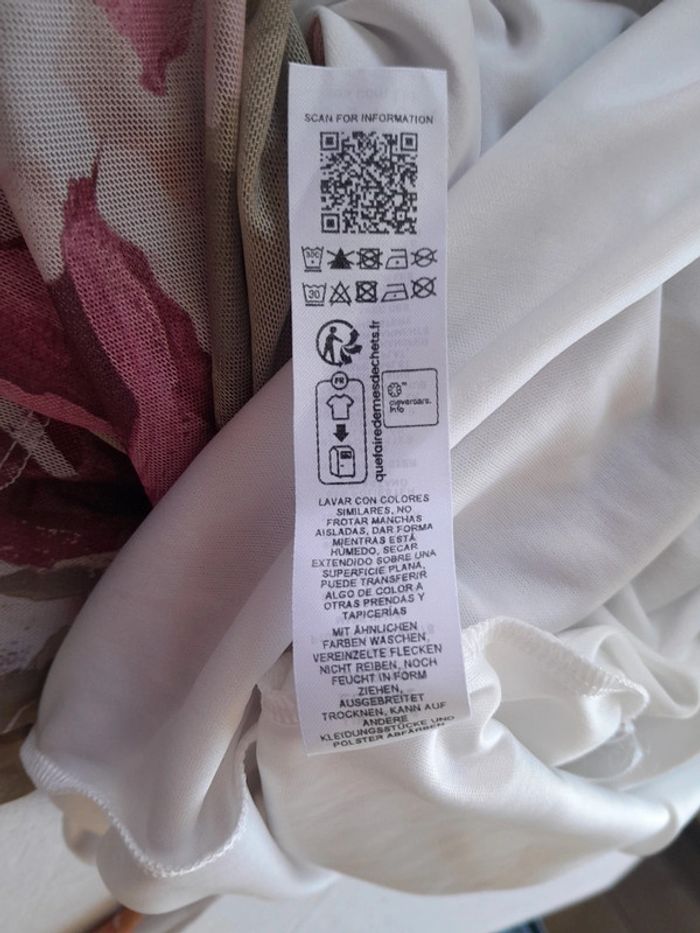 SCAN FOR INFORMATION
30C
30
FR
quefairedemesdechets.fr
clevercare.
info
LAVAR CON COLORES
SIMILARES, NO
FROTAR MANCHAS
AISLADAS, DAR FORMA
MIENTRAS ESTÁ
HÚMEDO, SECAR
EXTENDIDO SOBRE UNA
SUPERFICIE PLANA,
PUEDE TRANSFERIR
ALGO DE COLOR A
OTRAS PRENDAS Y
TAPICERÍAS
MIT ÄHNLICHEN
FARBEN WASCHEN,
VEREINZELTE FLECKEN
NICHT REIBEN, NOCH
FEUCHT IN FORM
ZIEHEN,
AUSGEBREITET
TROCKNEN, KANN AUF
ANDERE
KLEIDUNGSSTÜCKE UND
POLSTER ABFÄRBEN